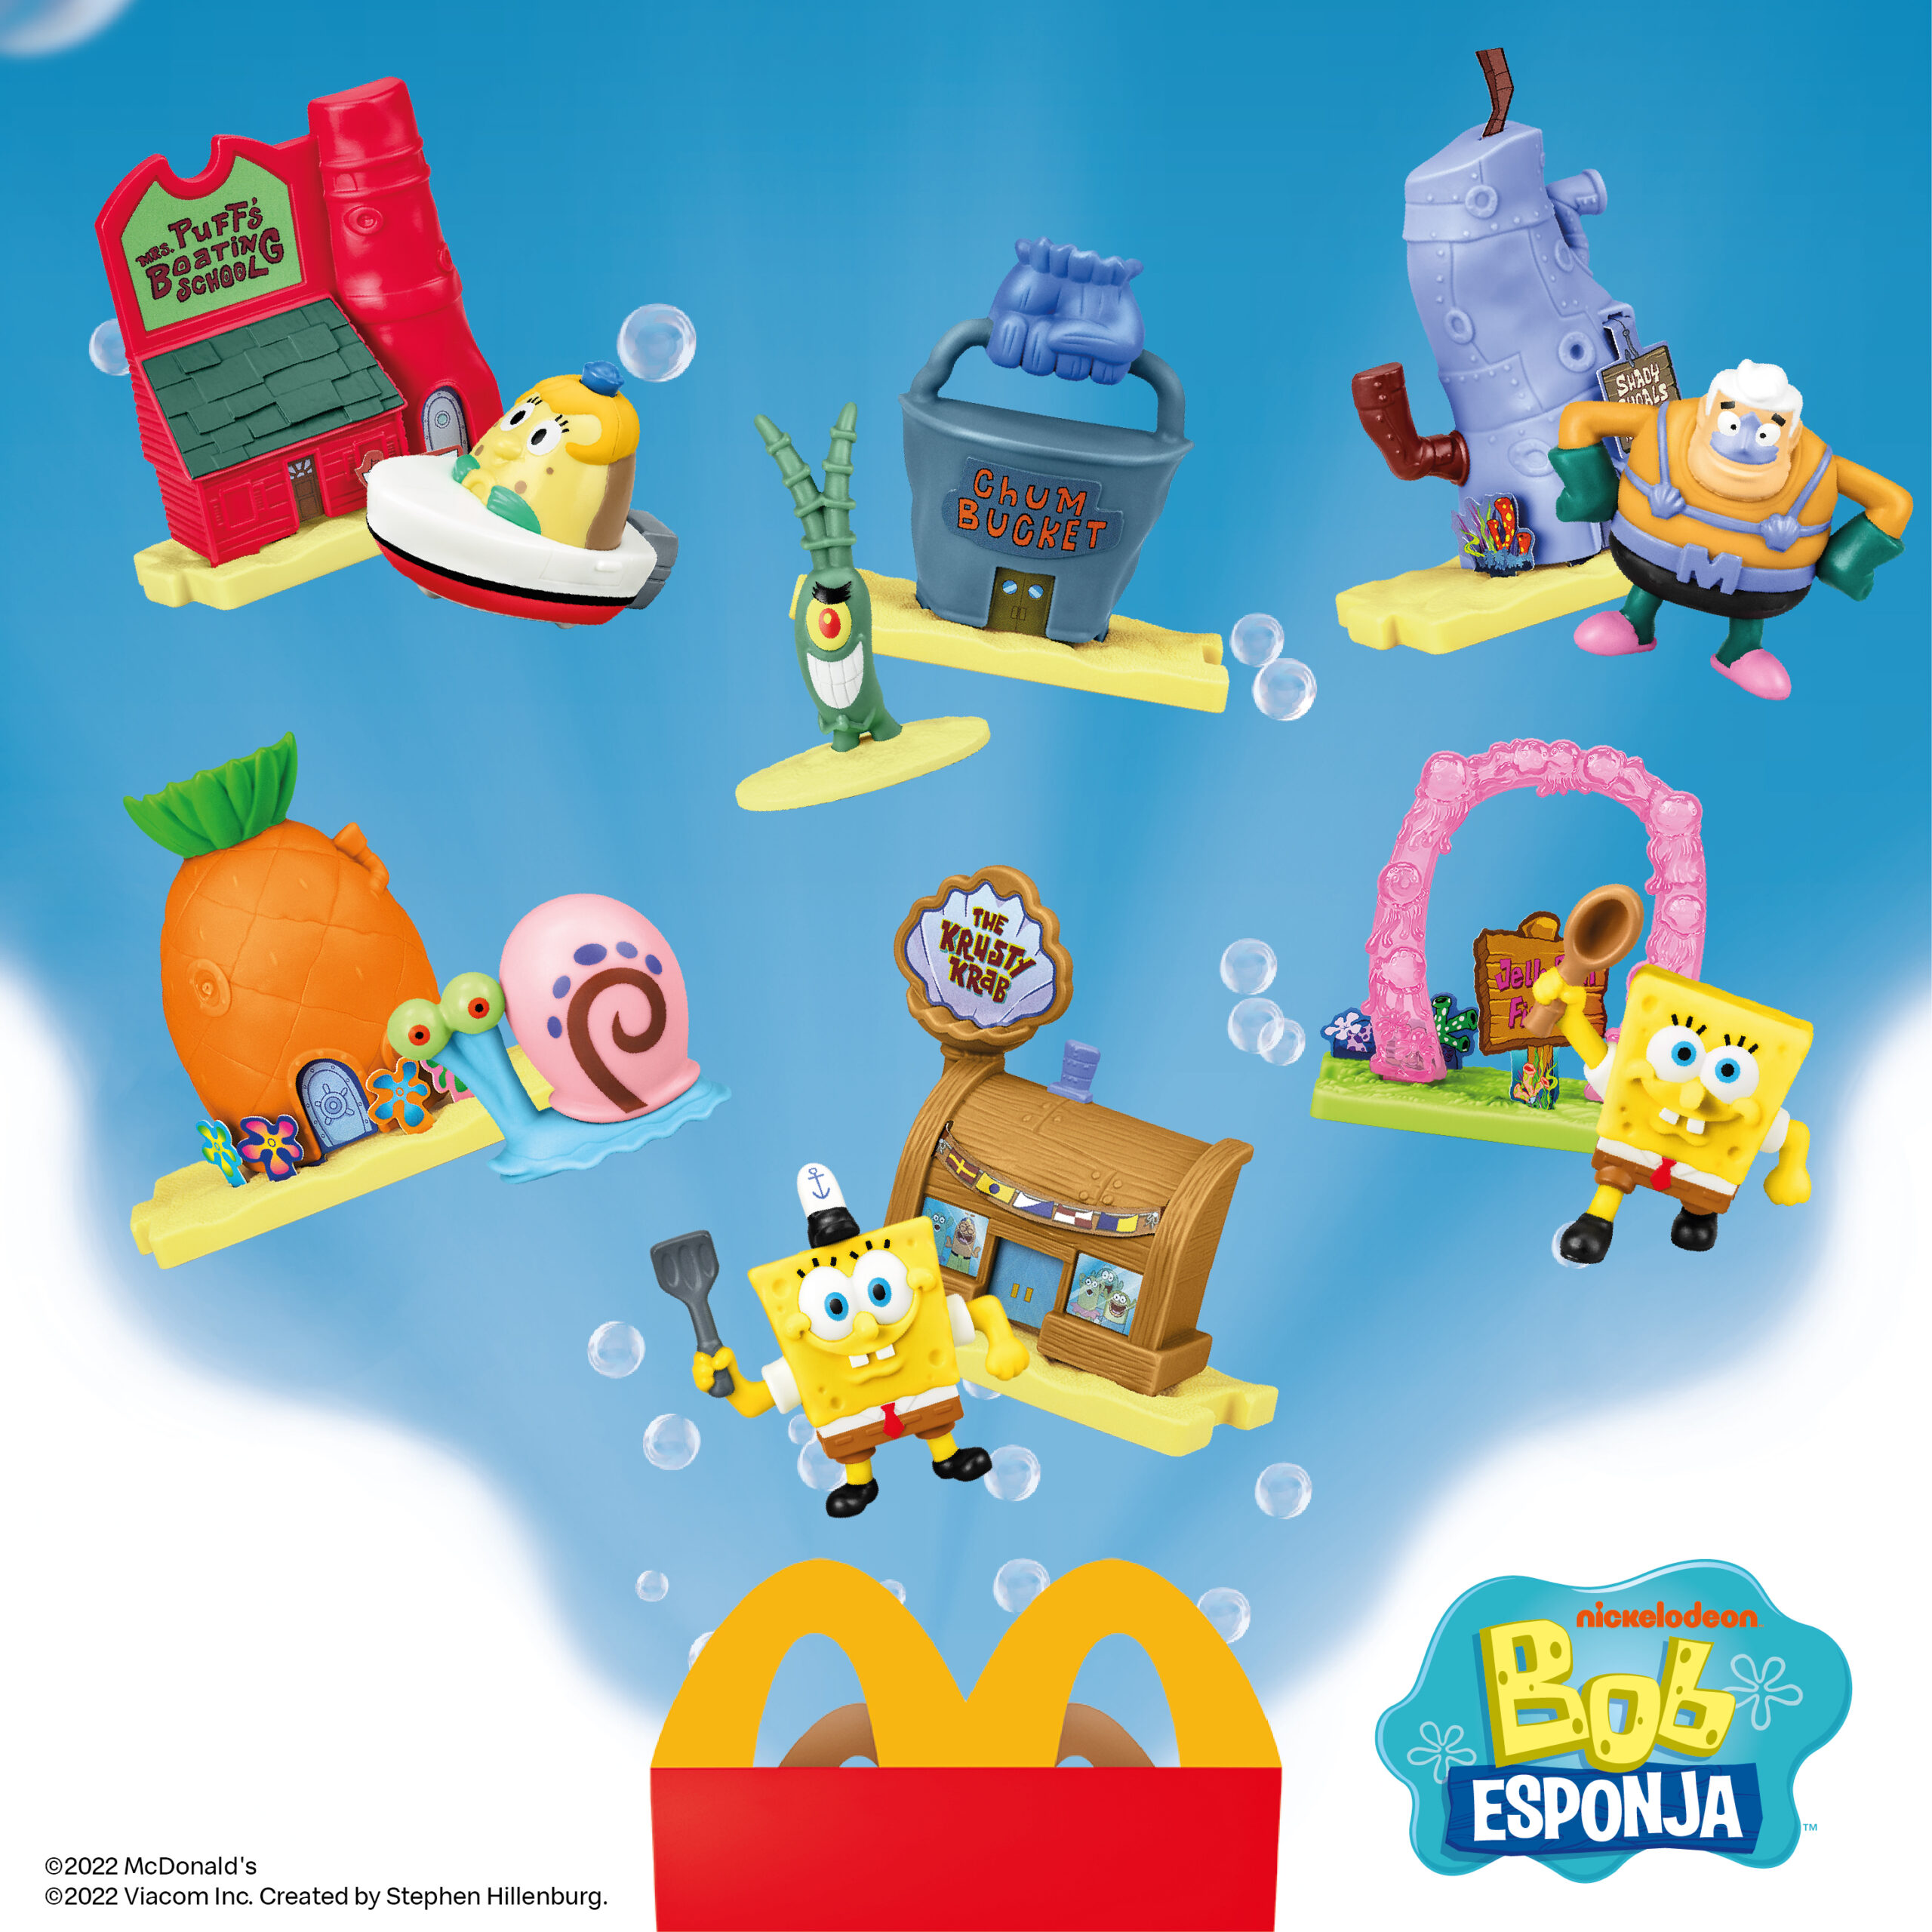 MRS. PUFF'S
BOATING
SCHOOL
CHUM
BUCKET
SHADY
M
THE
KRUSTY
KRAB
nickelodeon
BOB
ESPONJA
TM
©2022 McDonald's
©2022 Viacom Inc. Created by Stephen Hillenburg.